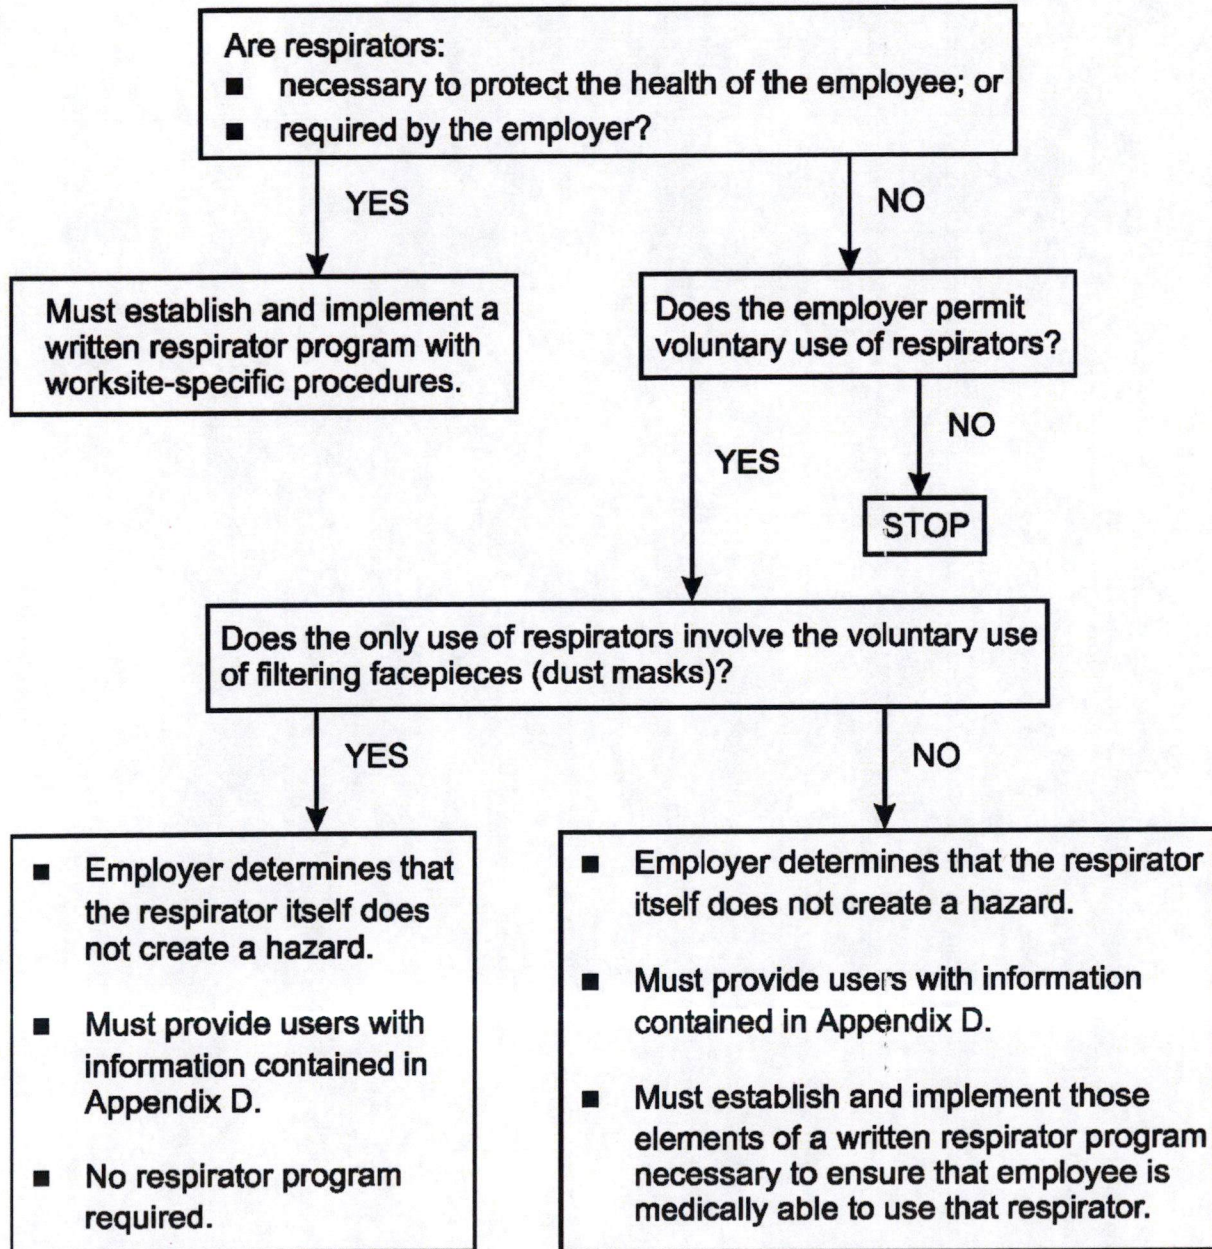 Are respirators:
■ necessary to protect the health of the employee; or
■ required by the employer?
YES
NO
Must establish and implement a
written respirator program with
worksite-specific procedures.
Does the employer permit
voluntary use of respirators?
YES
NO
STOP
Does the only use of respirators involve the voluntary use
of filtering facepieces (dust masks)?
YES
NO
■ Employer determines that
the respirator itself does
not create a hazard.
■ Must provide users with
information contained in
Appendix D.
■ No respirator program
required.
■ Employer determines that the respirator
itself does not create a hazard.
■ Must provide users with information
contained in Appendix D.
■ Must establish and implement those
elements of a written respirator program
necessary to ensure that employee is
medically able to use that respirator.